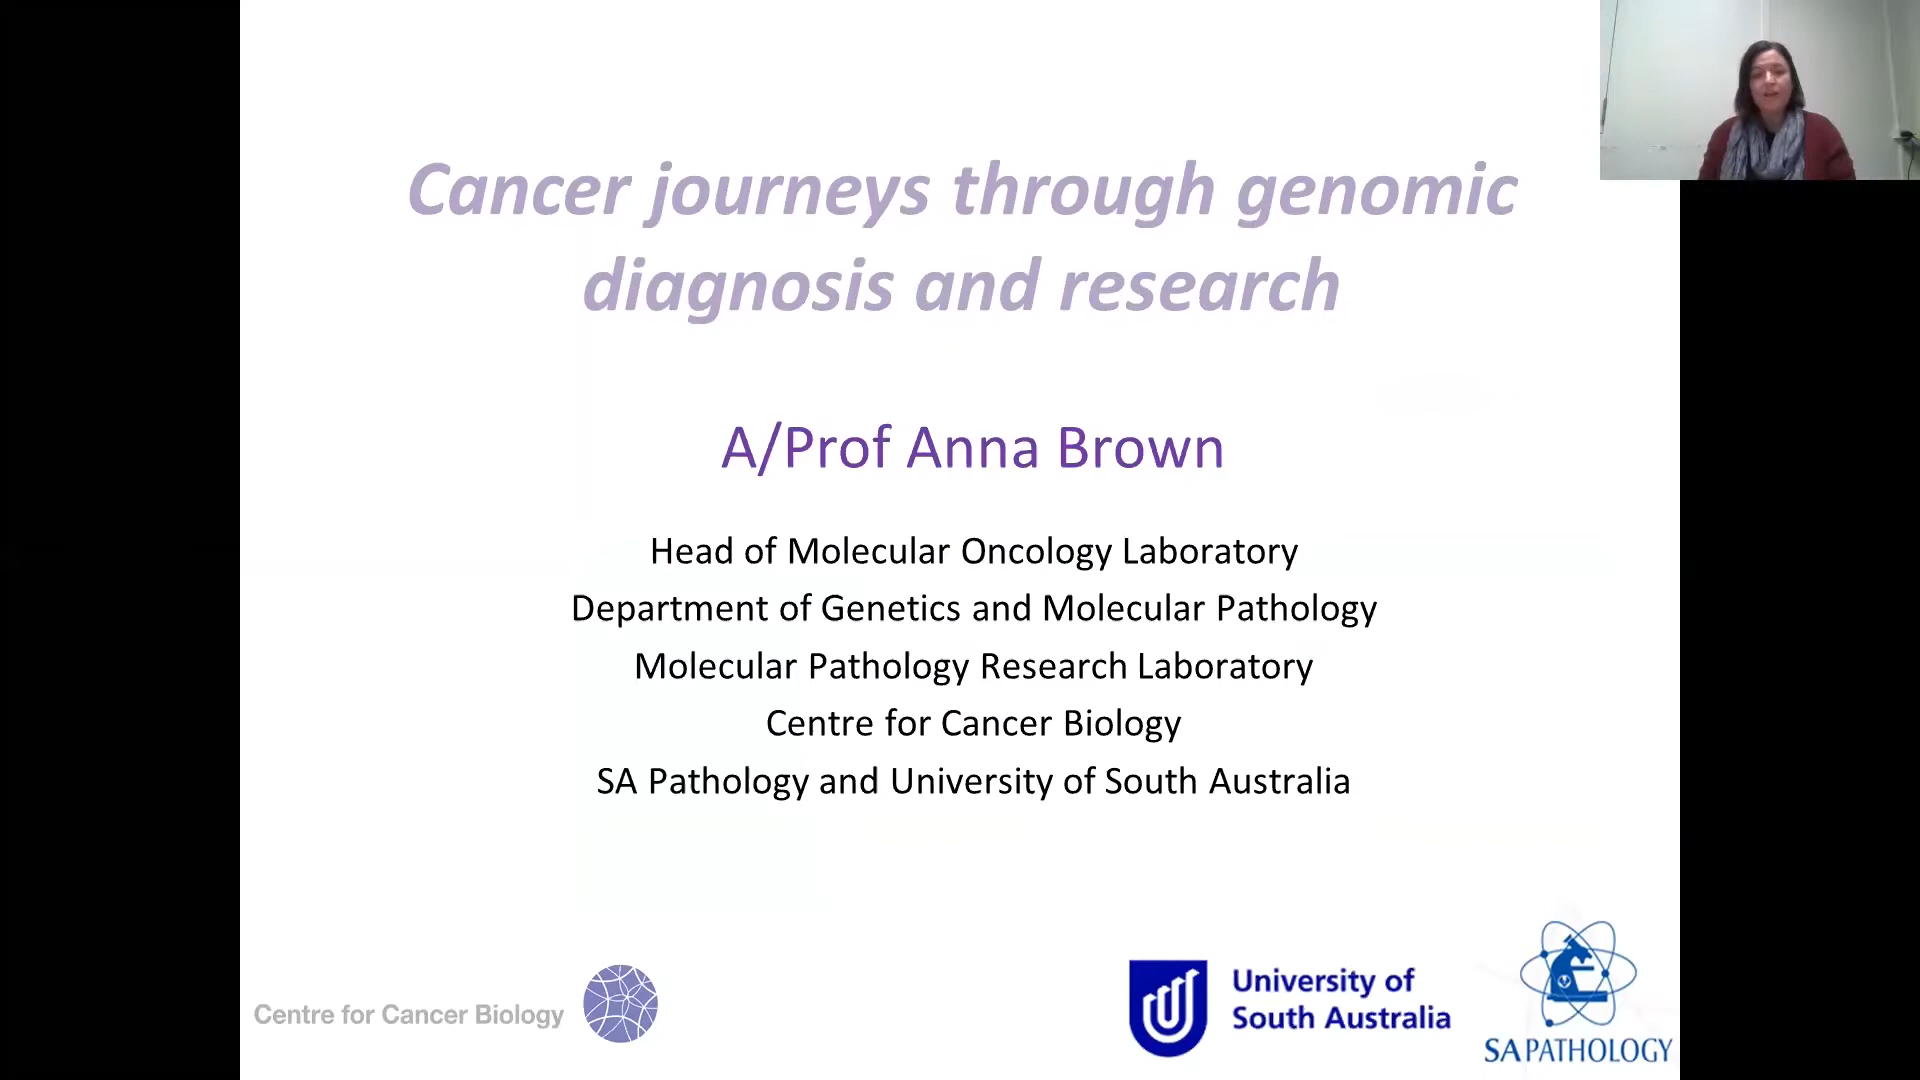 Cancer journeys through genomic
diagnosis and research
A/Prof Anna Brown
Head of Molecular Oncology Laboratory
Department of Genetics and Molecular Pathology
Molecular Pathology Research Laboratory
Centre for Cancer Biology
SA Pathology and University of South Australia
Centre for Cancer Biology
University of
South Australia
SA PATHOLOGY